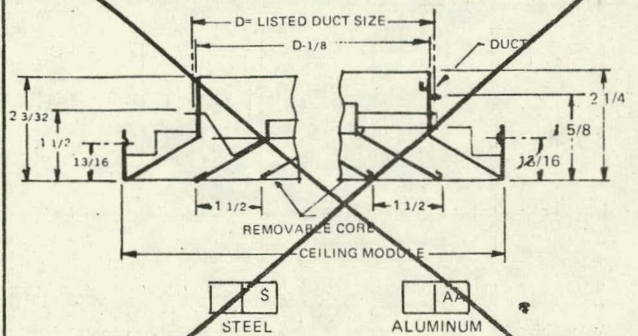 D= LISTED DUCT SIZE
D-1/8
DUCT
2 3/32
1 1/2
13/16
2 1/4
1 5/8
13/16
1 1/2
1 1/2
REMOVABLE CORE
CEILING MODULE
S
AA
STEEL
ALUMINUM